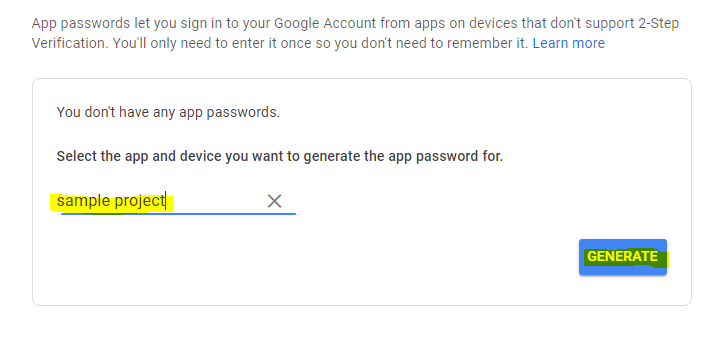 App passwords let you sign in to your Google Account from apps on devices that don't support 2-Step
Verification. You'll only need to enter it once so you don't need to remember it. Learn more
You don't have any app passwords.
Select the app and device you want to generate the app password for.
sample project
GENERATE